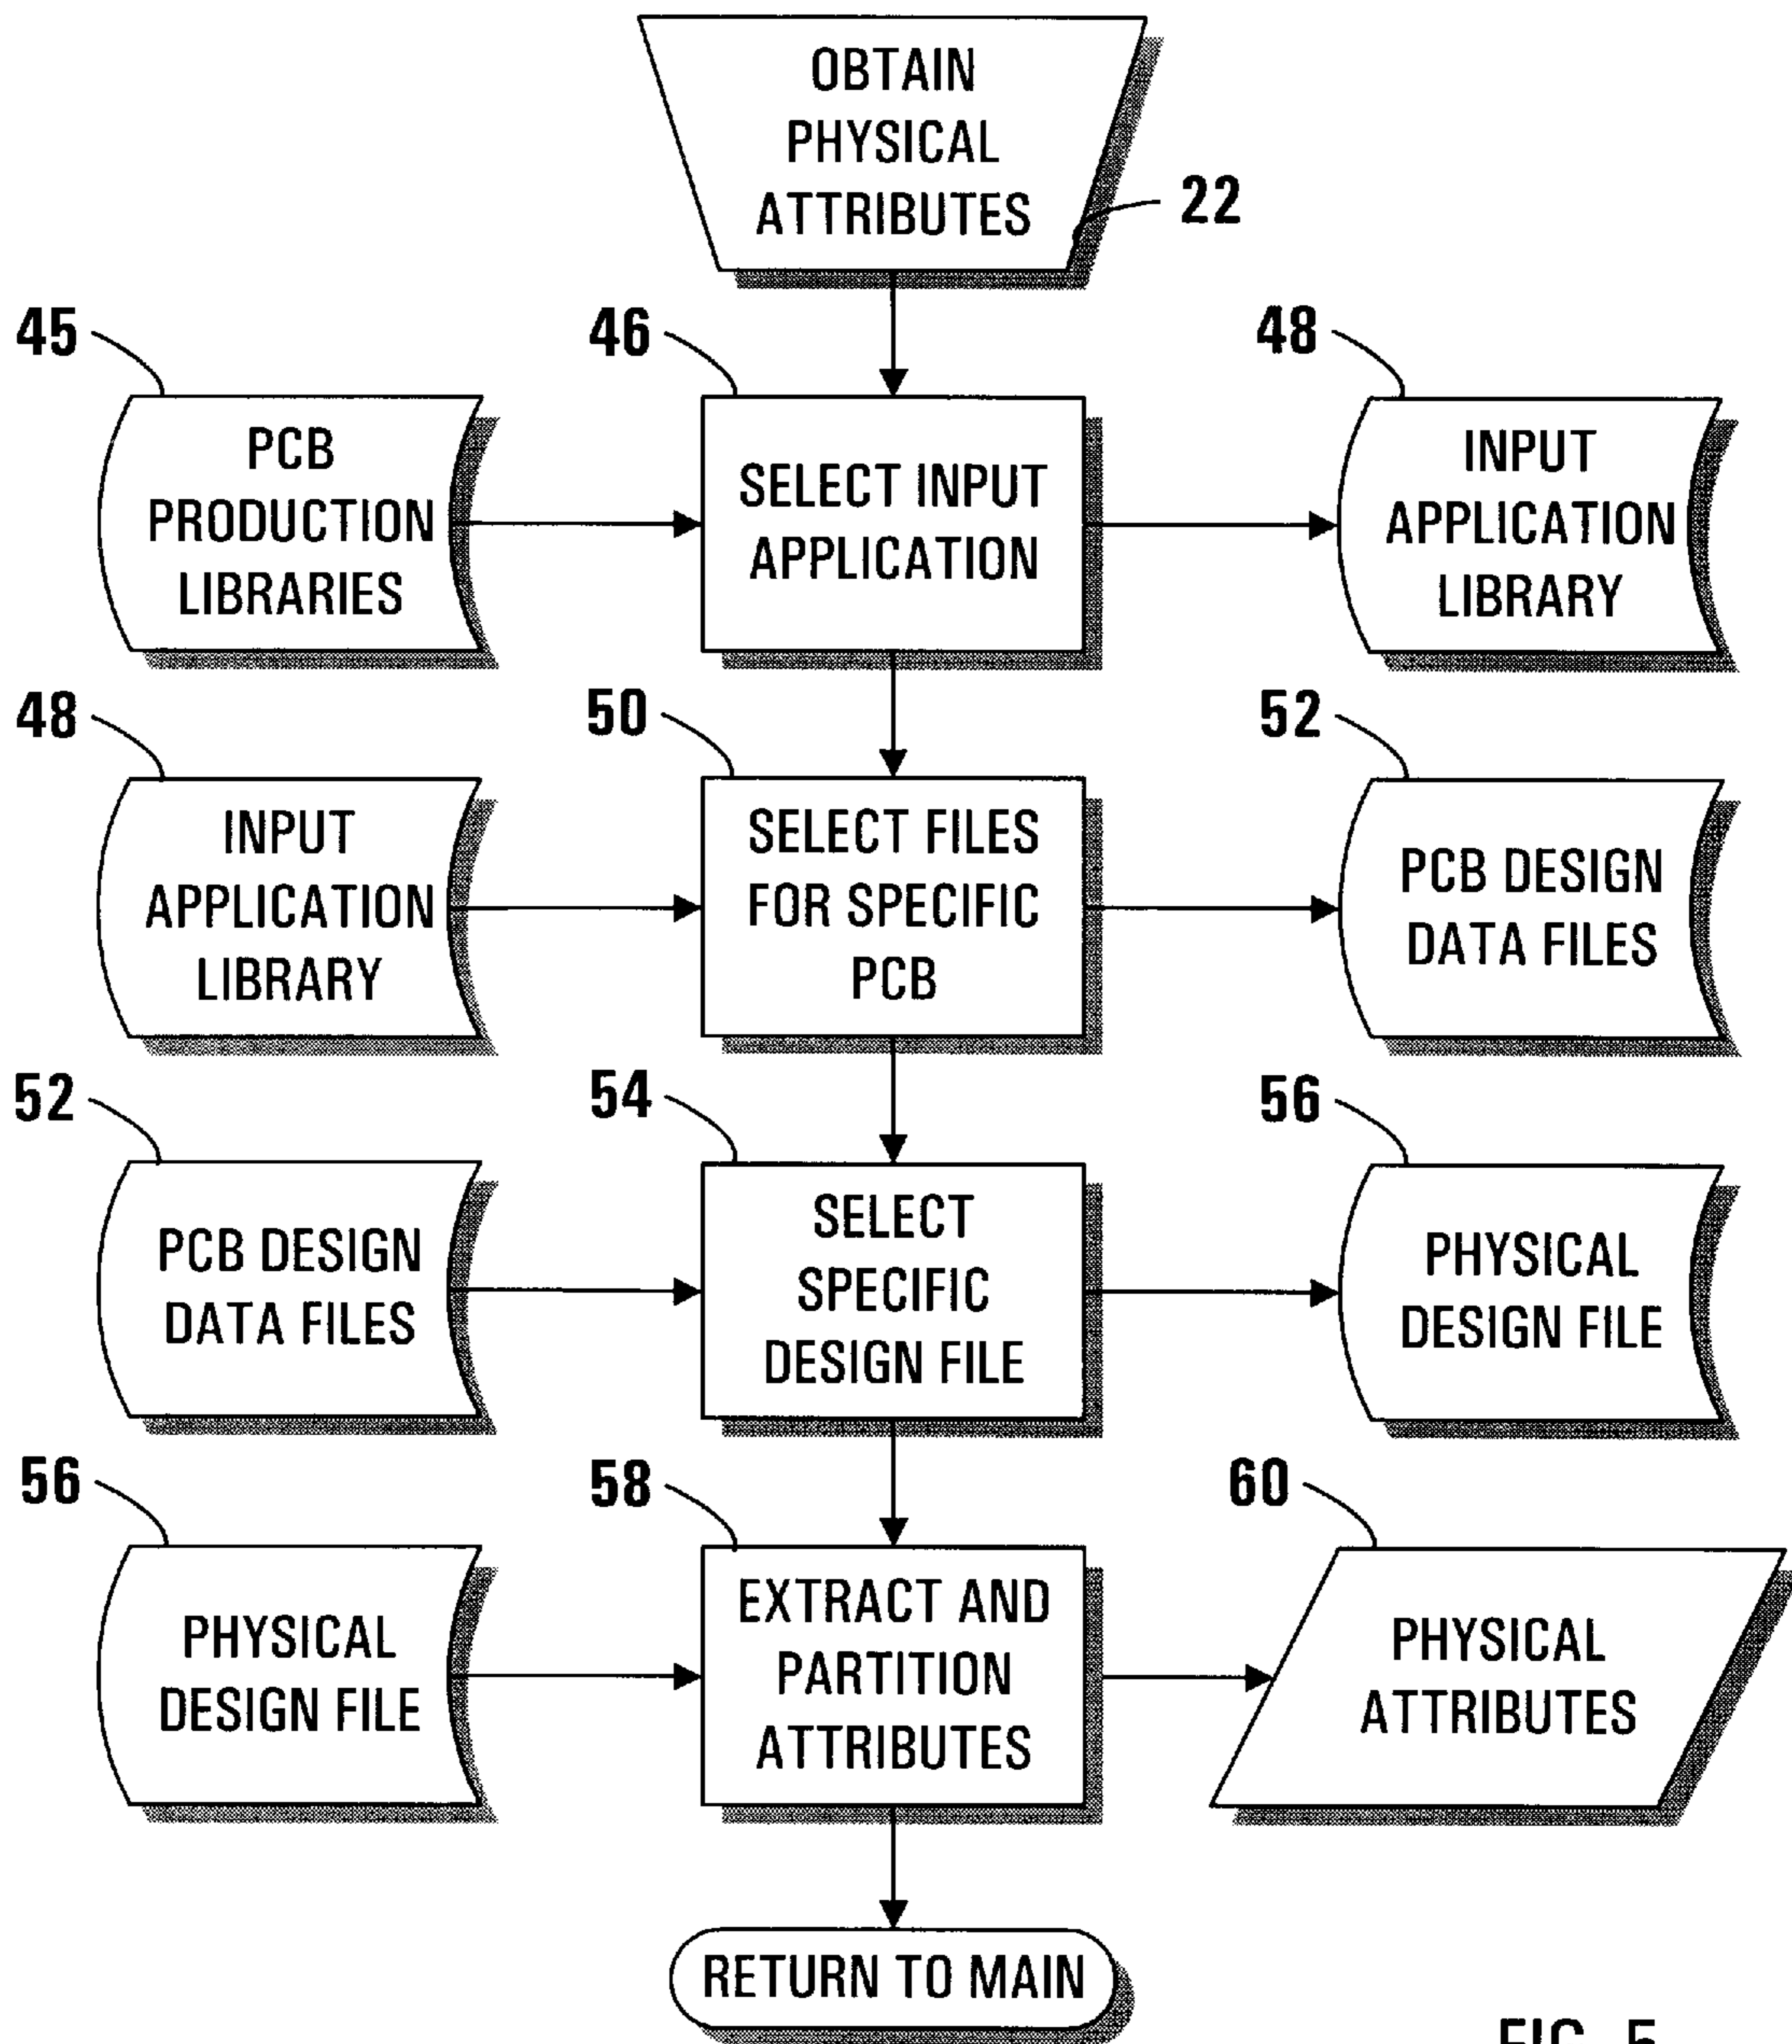 OBTAIN
PHYSICAL
ATTRIBUTES
22
45
46
48
PCB
PRODUCTION
LIBRARIES
SELECT INPUT
APPLICATION
INPUT
APPLICATION
LIBRARY
48
50
52
INPUT
APPLICATION
LIBRARY
SELECT FILES
FOR SPECIFIC
PCB
PCB DESIGN
DATA FILES
52
54
56
PCB DESIGN
DATA FILES
SELECT
SPECIFIC
DESIGN FILE
PHYSICAL
DESIGN FILE
56
58
60
PHYSICAL
DESIGN FILE
EXTRACT AND
PARTITION
ATTRIBUTES
PHYSICAL
ATTRIBUTES
RETURN TO MAIN
FIG. 5